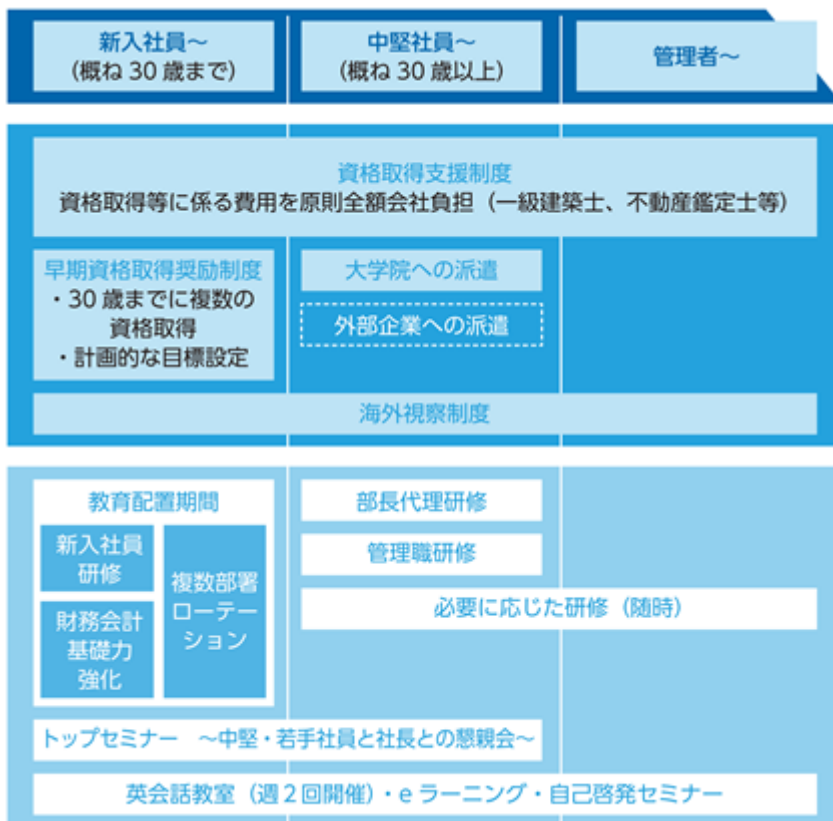 新入社員～
(概ね 30 歳まで)
中堅社員～
(概ね 30 歳以上)
管理者～
資格取得支援制度
資格取得等に係る費用を原則全額会社負担（一級建築士、不動産鑑定士等）
早期資格取得奨励制度
・30 歳までに複数の
資格取得
・計画的な目標設定
大学院への派遣
外部企業への派遣
海外視察制度
教育配置期間
新入社員
研修
財務会計
基礎力
強化
複数部署
ローテー
ション
部長代理研修
管理職研修
必要に応じた研修（随時）
トップセミナー　～中堅・若手社員と社長との懇親会～
英会話教室（週２回開催）・e ラーニング・自己啓発セミナー